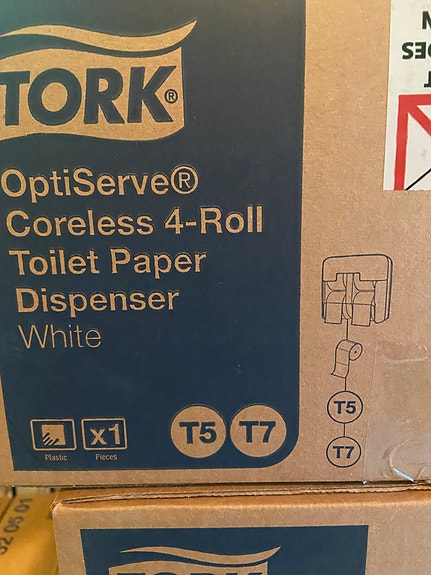 TORK®
OptiServe®
Coreless 4-Roll
Toilet Paper
Dispenser
White
x1
Plastic
Pieces
T5 T7
T5
T7
TORK